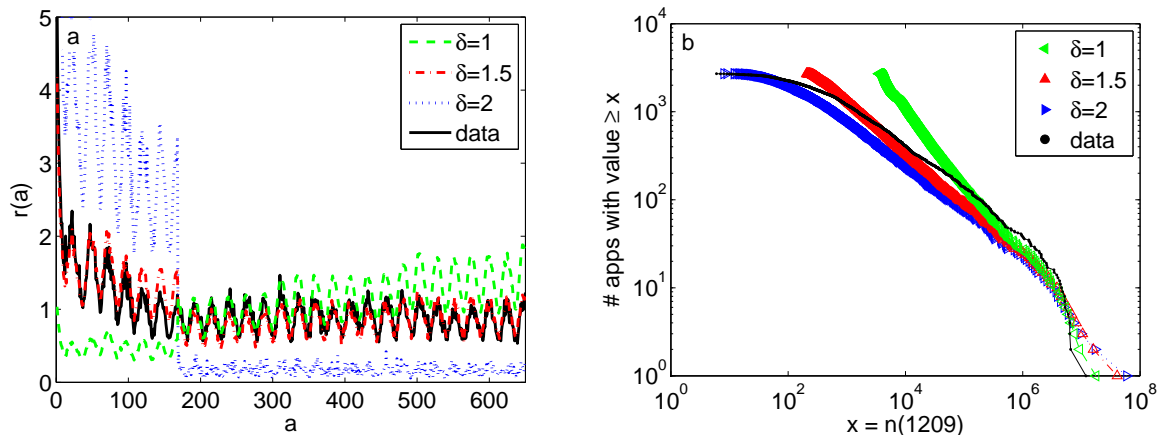 a
δ=1
δ=1.5
δ=2
data
r(a)
5
4
3
2
1
0
0 100 200 300 400 500 600
a
b
δ=1
δ=1.5
δ=2
data
# apps with value ≥ x
10^4
10^3
10^2
10^1
10^0
10^0 10^2 10^4 10^6 10^8
x = n(1209)